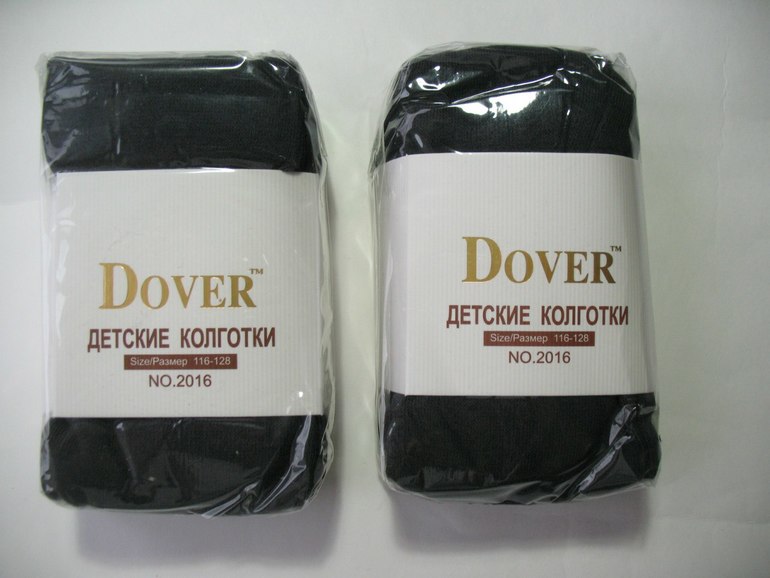 DOVER™
ДЕТСКИЕ КОЛГОТКИ
Size/Размер 116-128
NO.2016
DOVER™
ДЕТСКИЕ КОЛГОТКИ
Size/Размер 116-128
NO.2016